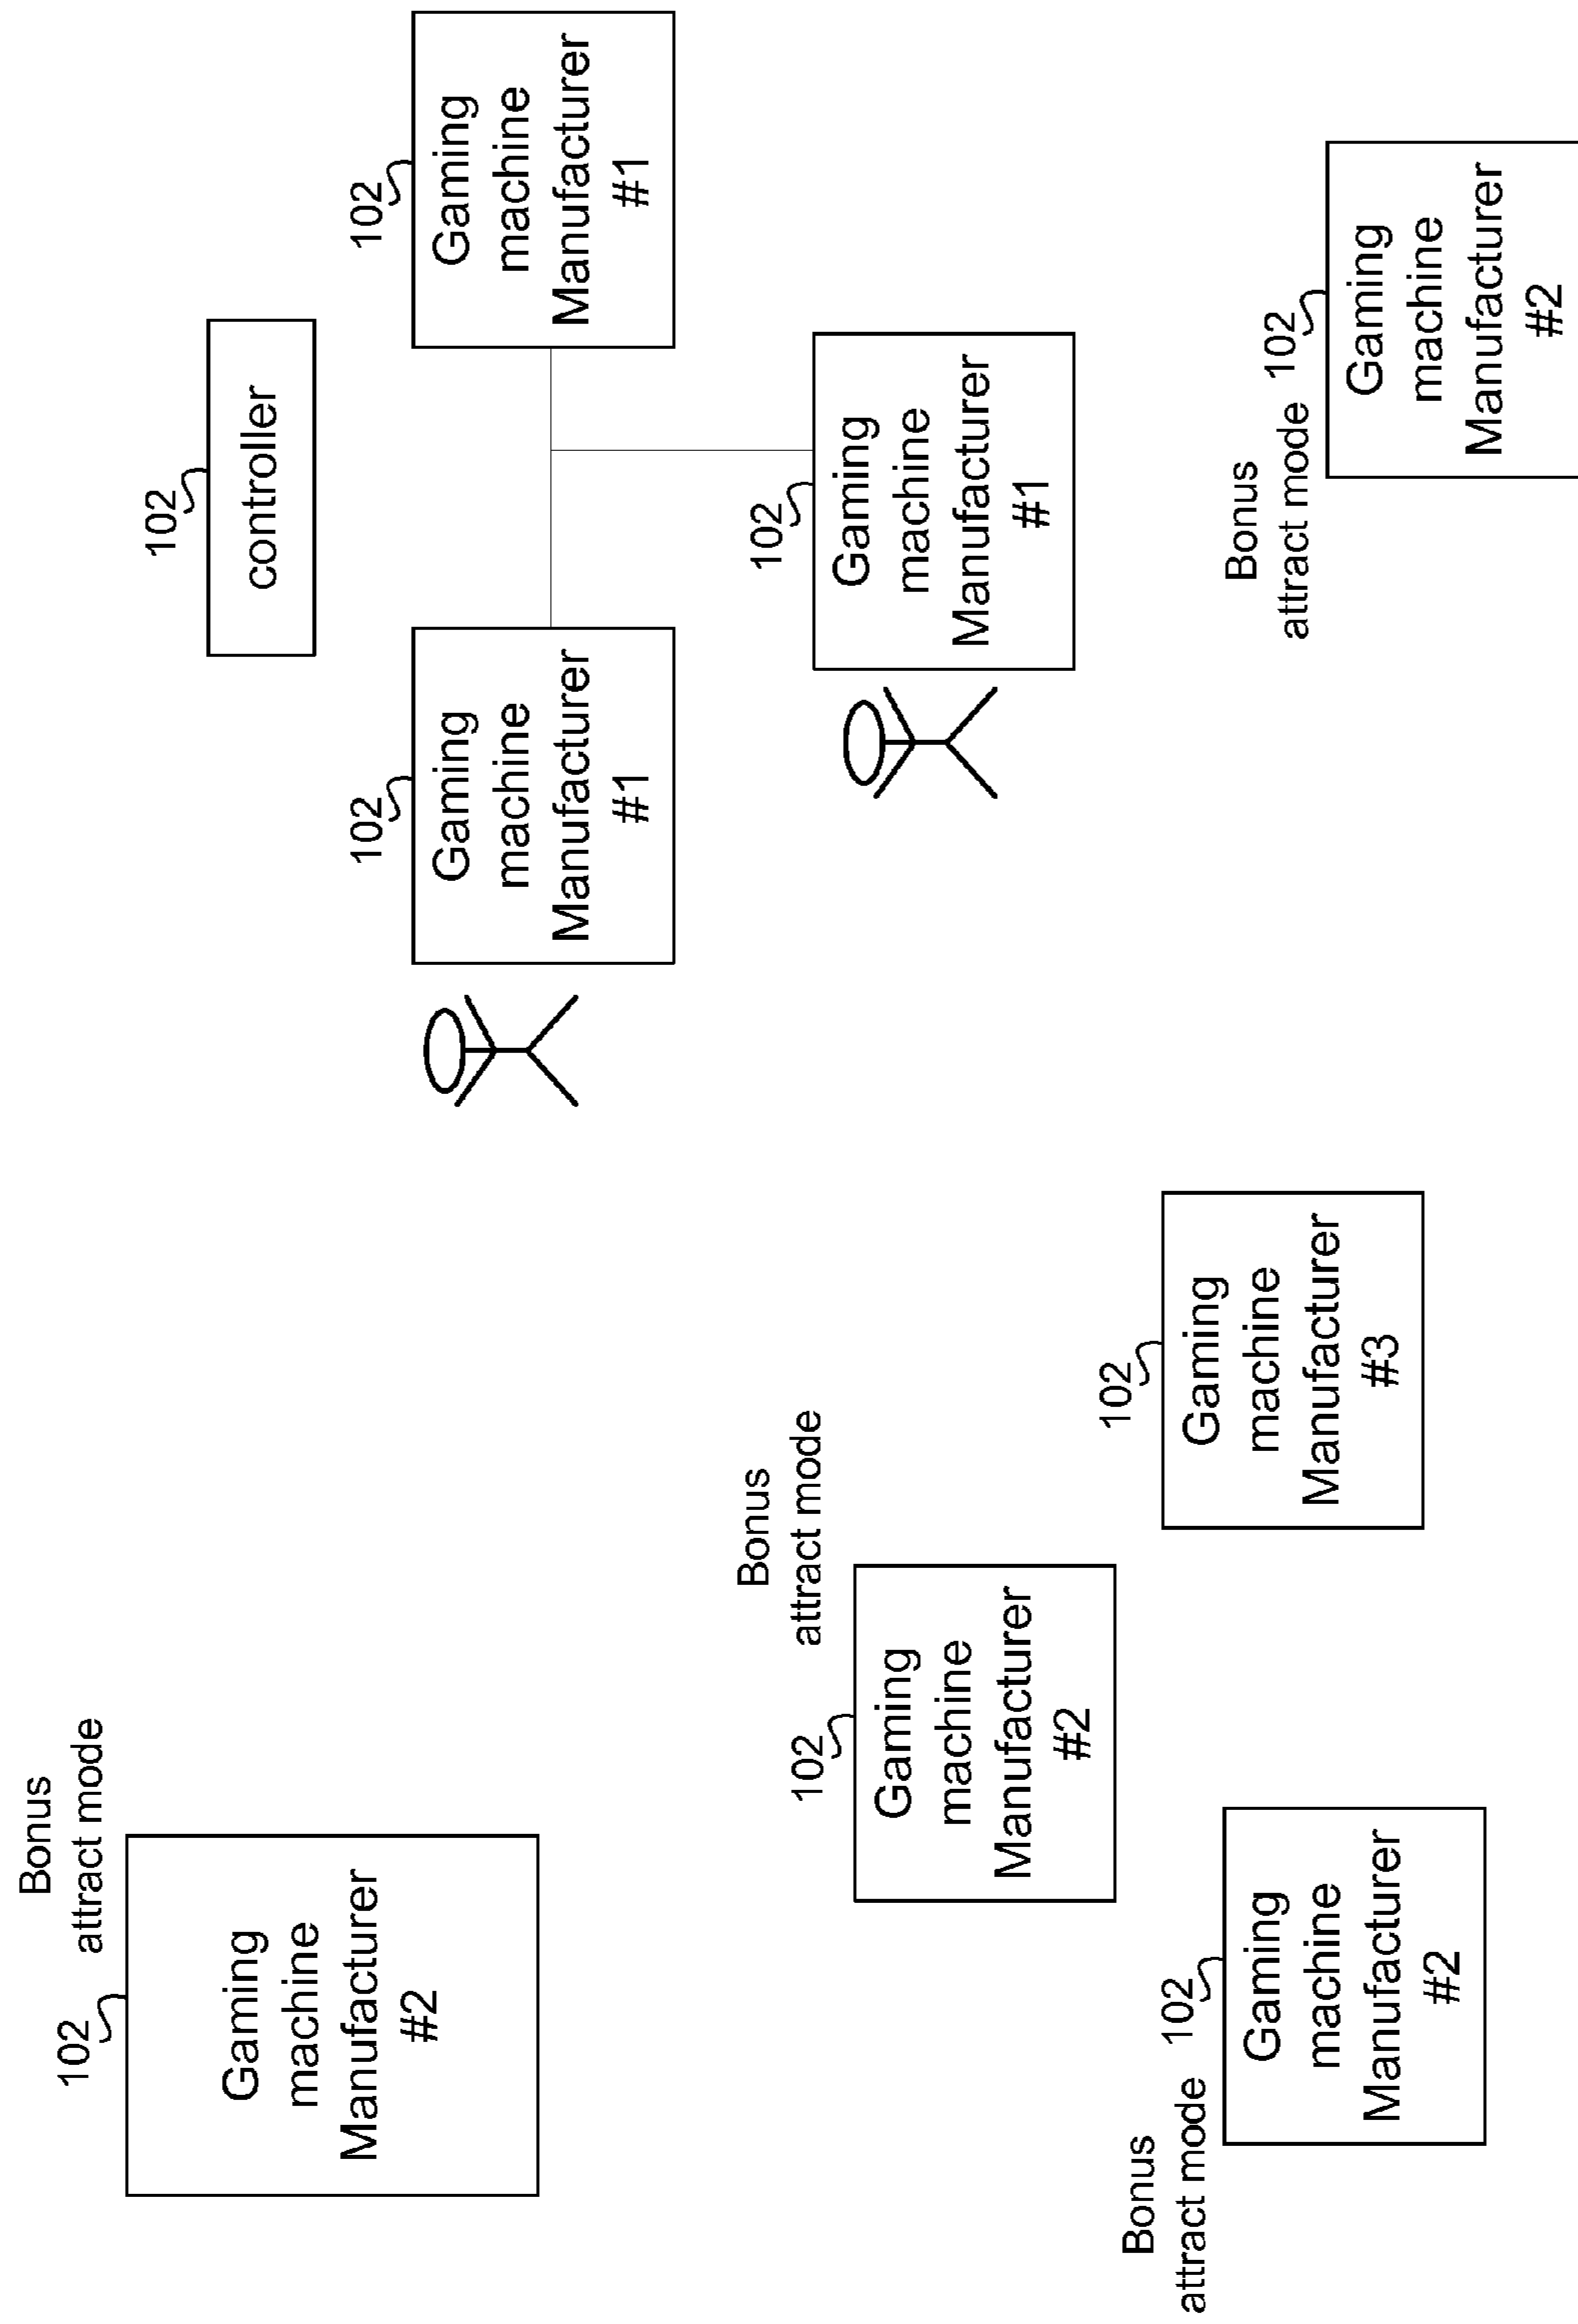 Bonus
attract mode
102
Gaming
machine
Manufacturer
#2
102
controller
102
Gaming
machine
Manufacturer
#1
102
Gaming
machine
Manufacturer
#1
Bonus
attract mode
102
Gaming
machine
Manufacturer
#2
102
Gaming
machine
Manufacturer
#1
102
Gaming
machine
Manufacturer
#3
Bonus
attract mode 102
Gaming
machine
Manufacturer
#2
Bonus
attract mode 102
Gaming
machine
Manufacturer
#2